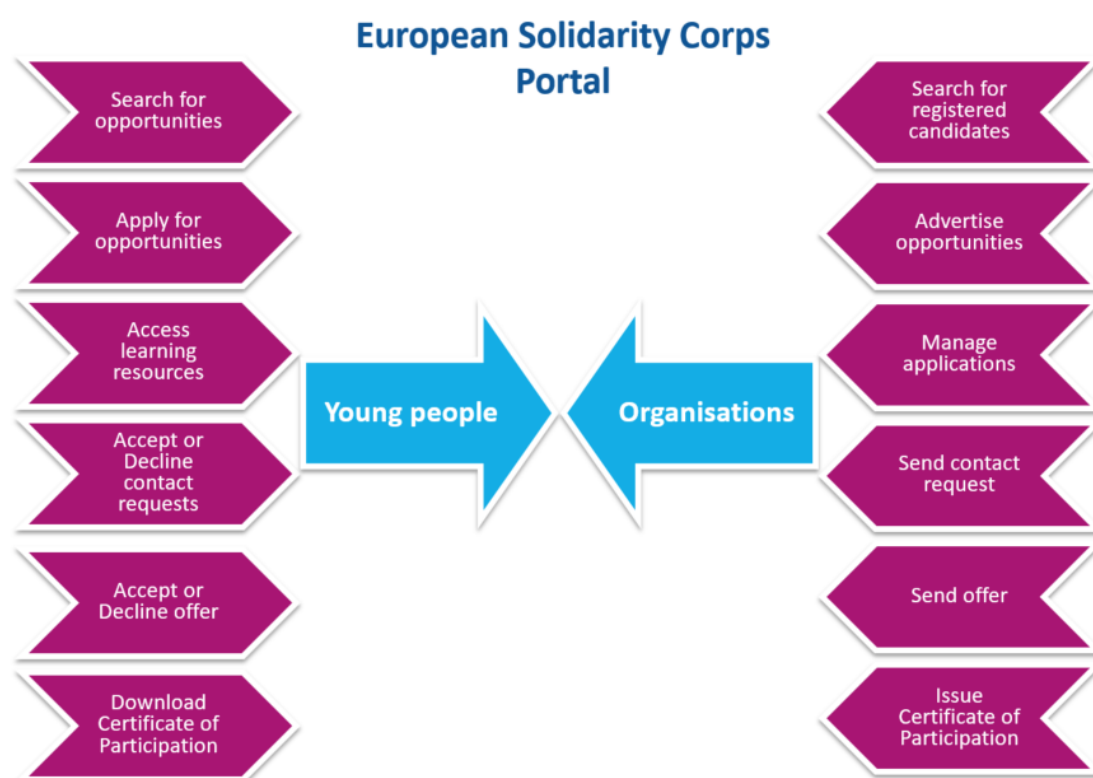 European Solidarity Corps
Portal
Search for
opportunities
Apply for
opportunities
Access
learning
resources
Accept or
Decline
contact
requests
Accept or
Decline offer
Download
Certificate of
Participation
Young people
Organisations
Search for
registered
candidates
Advertise
opportunities
Manage
applications
Send contact
request
Send offer
Issue
Certificate of
Participation